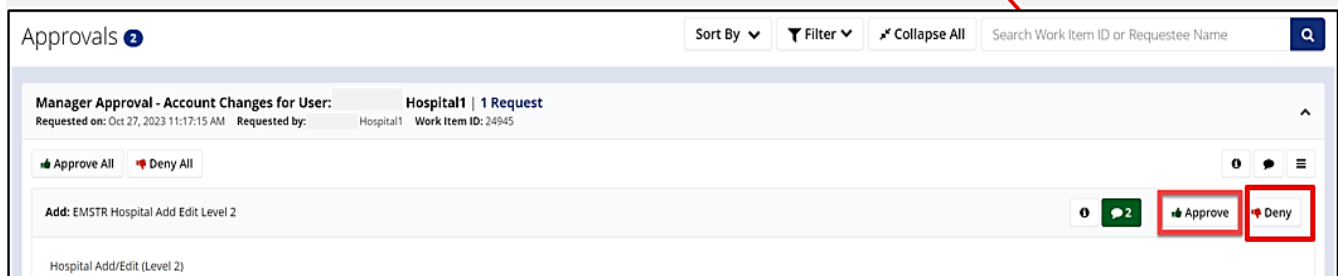 Approvals 2 Sort By Filter Collapse All Search Work Item ID or Requestee Name
Manager Approval - Account Changes for User: Hospital1 | 1 Request
Requested on: Oct 27, 2023 11:17:15 AM Requested by: Hospital1 Work Item ID: 24945
Approve All Deny All
Add: EMSTR Hospital Add Edit Level 2 2 Approve Deny
Hospital Add/Edit (Level 2)